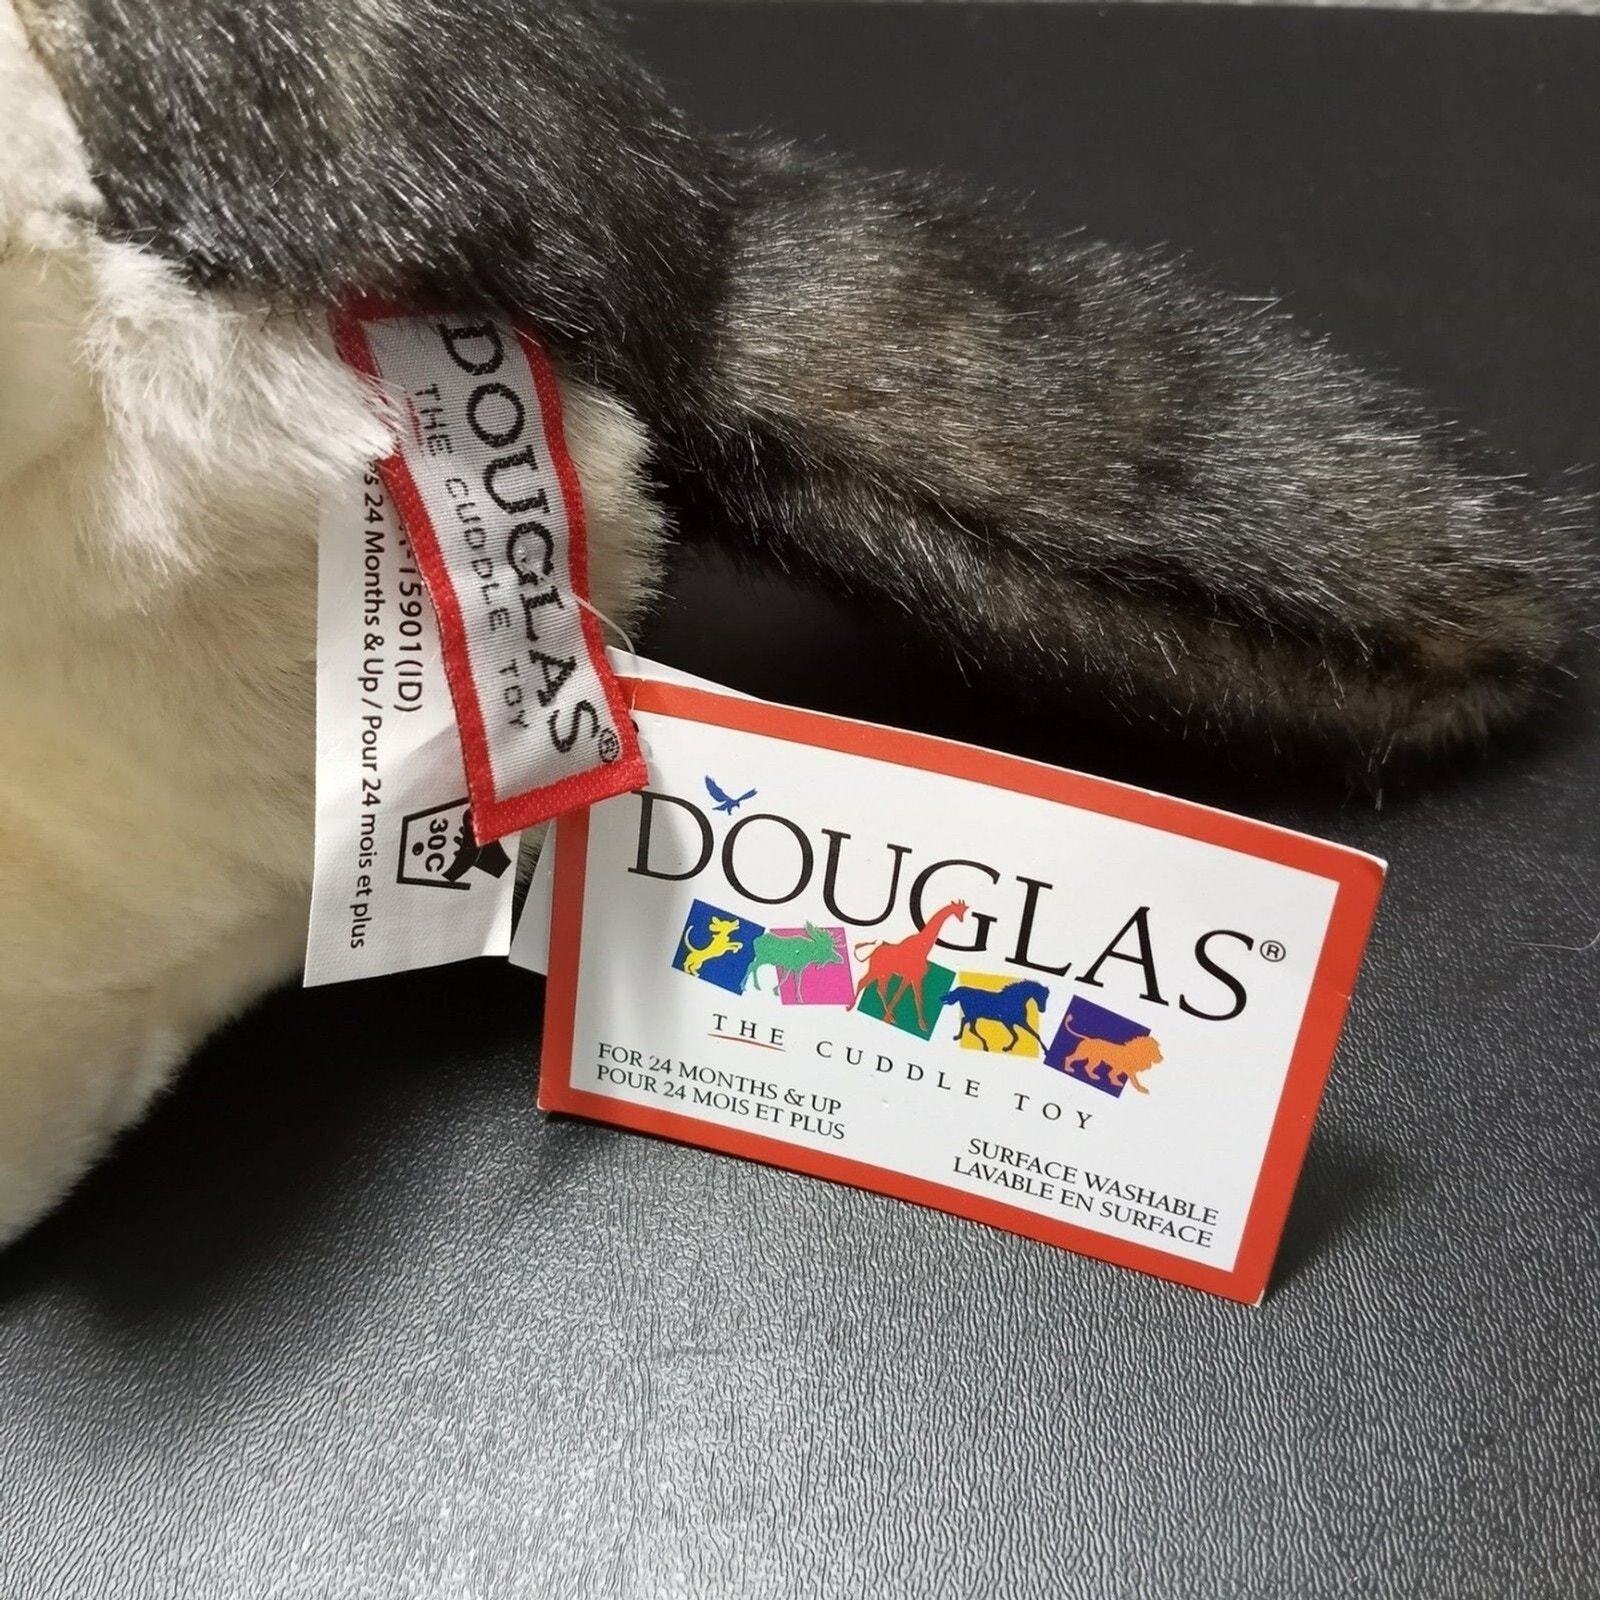 DOUGLAS®
THE CUDDLE TOY
15901(ID)
24 Months & Up / Pour 24 mois et plus
30C
DOUGLAS®
THE CUDDLE TOY
FOR 24 MONTHS & UP
POUR 24 MOIS ET PLUS
SURFACE WASHABLE
LAVABLE EN SURFACE